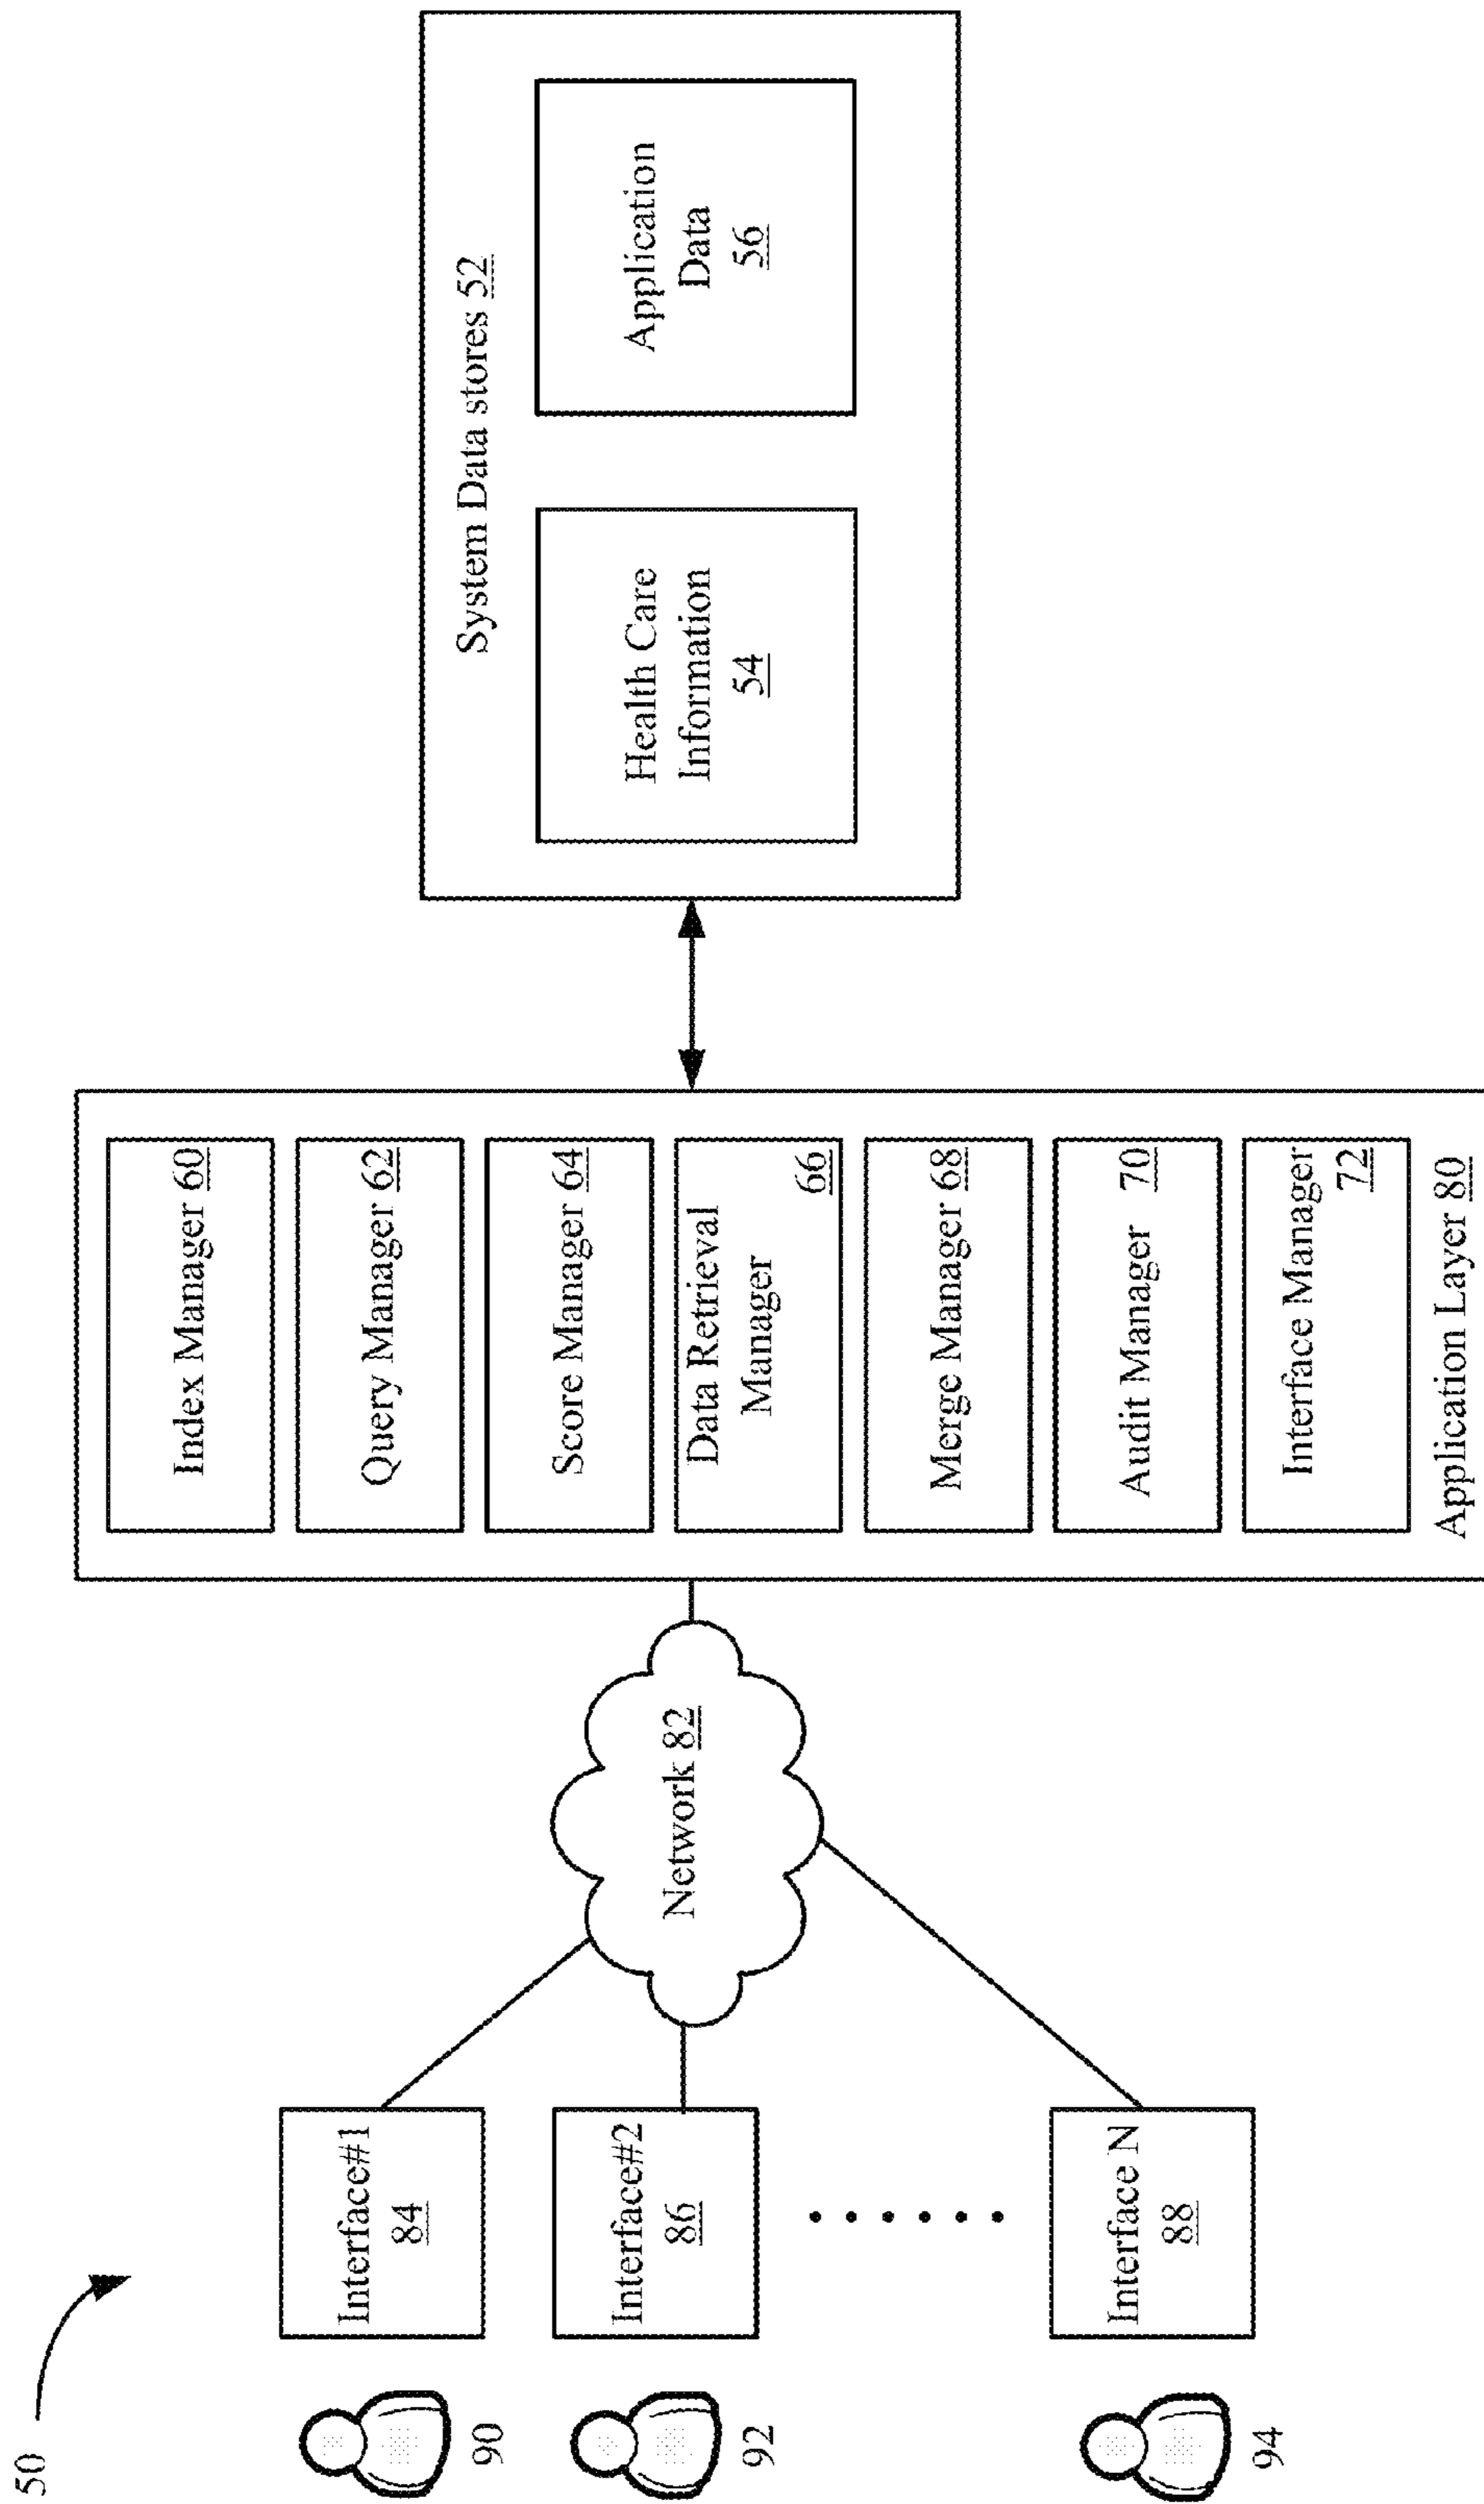 50
90
92
94
Interface#1
84
Interface#2
86
Interface N
88
Network 82
Index Manager 60
Query Manager 62
Score Manager 64
Data Retrieval
Manager
66
Merge Manager 68
Audit Manager 70
Interface Manager
72
Application Layer 80
System Data stores 52
Health Care
Information
54
Application
Data
56